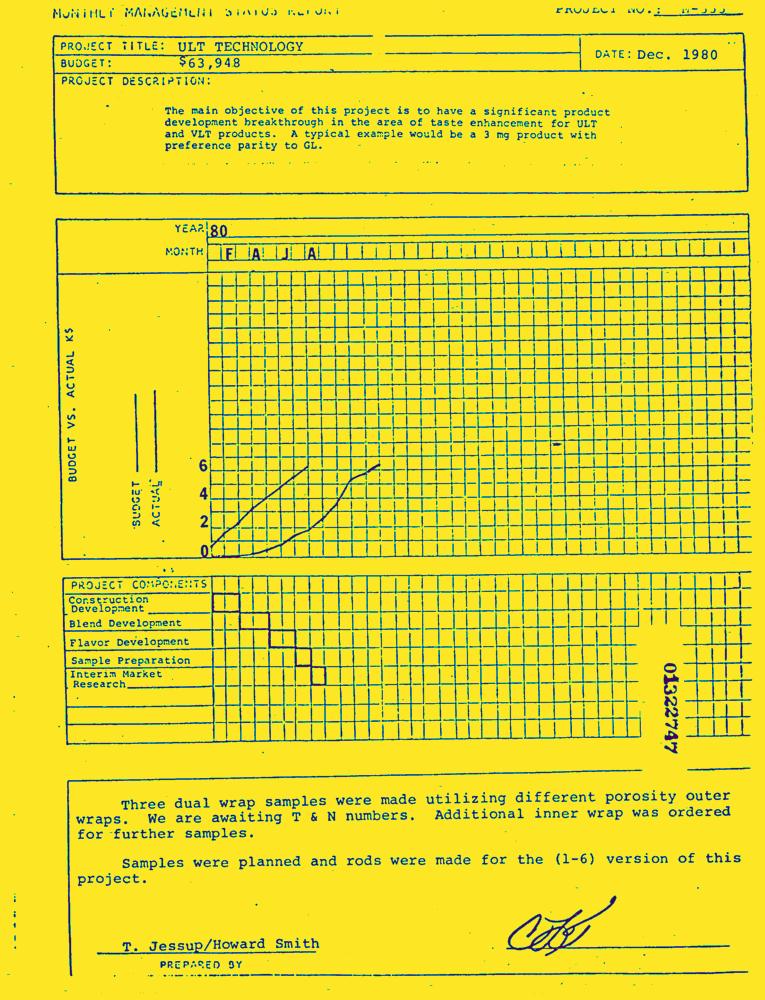 MONTHLY MANAGEMENT STATUS REPORT PROJECT NO.:
PROJECT TITLE: ULT TECHNOLOGY
BUDGET: $63,948
DATE: Dec. 1980
PROJECT DESCRIPTION:
The main objective of this project is to have a significant product
development breakthrough in the area of taste enhancement for ULT
and VLT products. A typical example would be a 3 mg product with
preference parity to GL.
YEAR 80
MONTH F A J A
BUDGET VS. ACTUAL K$
BUDGET
ACTUAL
6
4
2
0
PROJECT COMPONENTS
Construction
Development
Blend Development
Flavor Development
Sample Preparation
Interim Market
Research
01322747
Three dual wrap samples were made utilizing different porosity outer
wraps. We are awaiting T & N numbers. Additional inner wrap was ordered
for further samples.
Samples were planned and rods were made for the (1-6) version of this
project.
T. Jessup/Howard Smith
PREPARED BY